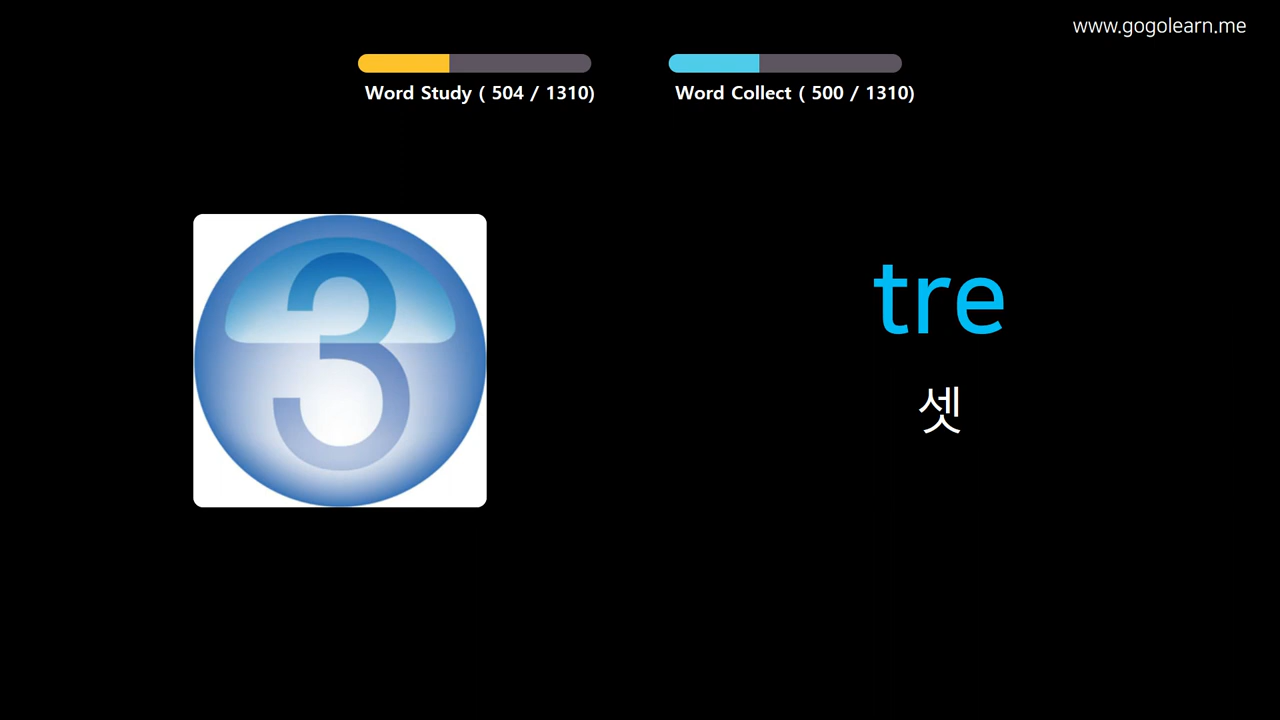 www.gogolearn.me
Word Study ( 504 / 1310)
Word Collect ( 500 / 1310)
3
tre
셋